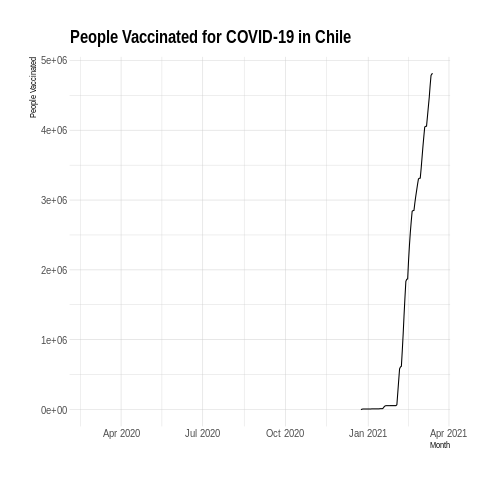 People Vaccinated for COVID-19 in Chile
People Vaccinated
5e+06
4e+06
3e+06
2e+06
1e+06
0e+00
Apr 2020 Jul 2020 Oct 2020 Jan 2021 Apr 2021
Month